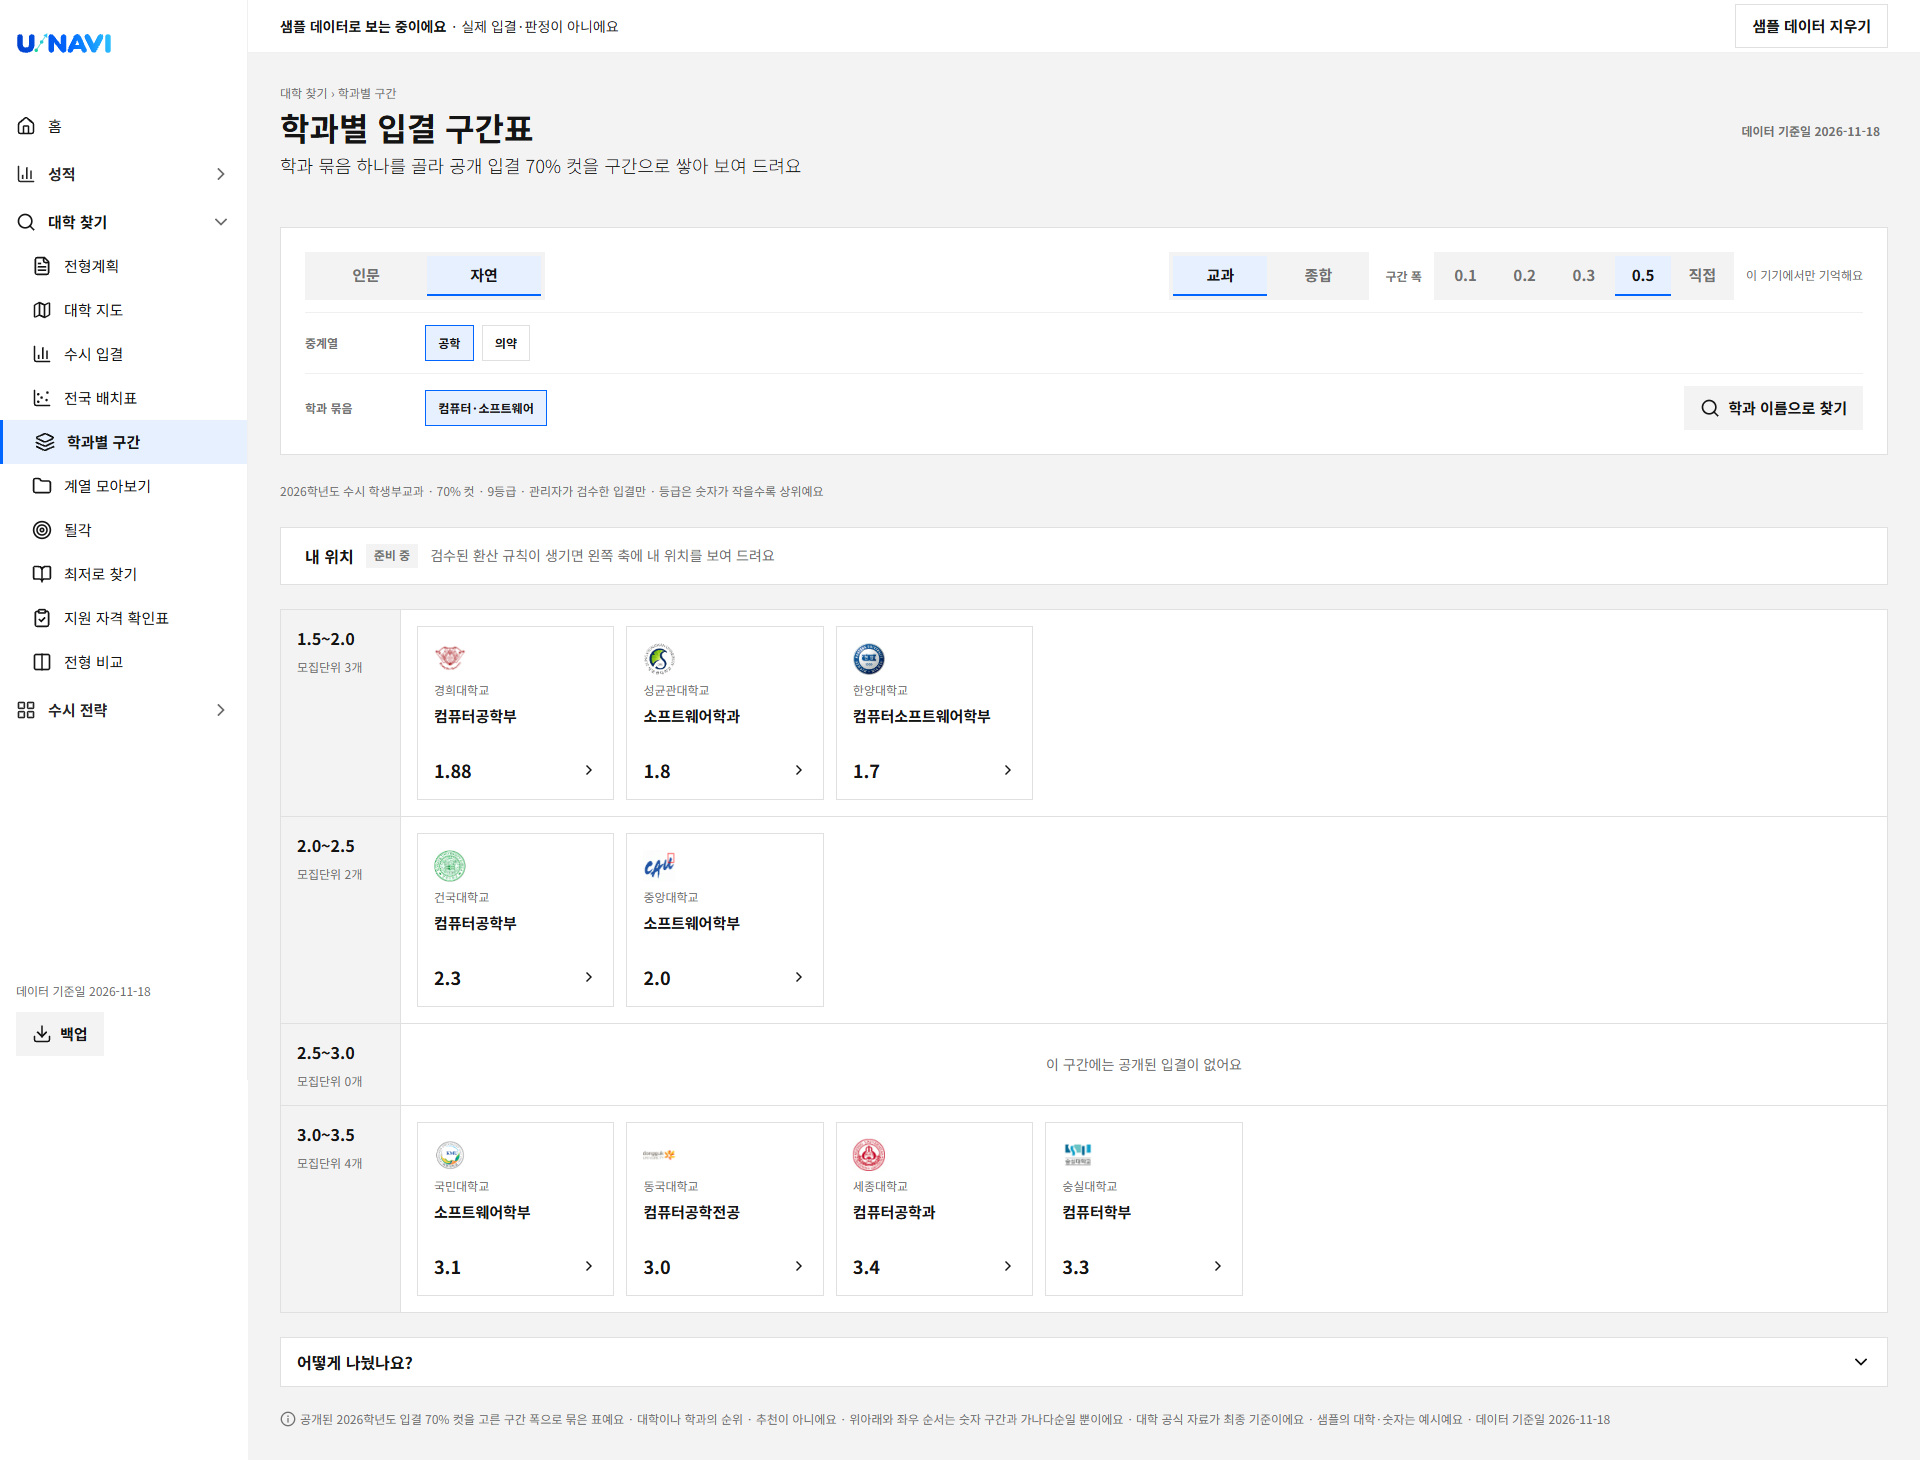 U/NAVI
홈
성적
대학 찾기
전형계획
대학 지도
수시 입결
전국 배치표
학과별 구간
계열 모아보기
될각
최저로 찾기
지원 자격 확인표
전형 비교
수시 전략
데이터 기준일 2026-11-18
백업
샘플 데이터로 보는 중이에요 · 실제 입결·판정이 아니에요
샘플 데이터 지우기
대학 찾기 › 학과별 구간
학과별 입결 구간표
데이터 기준일 2026-11-18
학과 묶음 하나를 골라 공개 입결 70% 컷을 구간으로 쌓아 보여 드려요
인문 자연 교과 종합 구간 폭 0.1 0.2 0.3 0.5 직접 이 기기에서만 기억해요
중계열 공학 의약
학과 묶음 컴퓨터·소프트웨어 학과 이름으로 찾기
2026학년도 수시 학생부교과 · 70% 컷 · 9등급 · 관리자가 검수한 입결만 · 등급은 숫자가 작을수록 상위예요
내 위치 준비 중 검수된 환산 규칙이 생기면 왼쪽 축에 내 위치를 보여 드려요
1.5~2.0
모집단위 3개
경희대학교
컴퓨터공학부
1.88
성균관대학교
소프트웨어학과
1.8
한양대학교
컴퓨터소프트웨어학부
1.7
2.0~2.5
모집단위 2개
건국대학교
컴퓨터공학부
2.3
CAU
중앙대학교
소프트웨어학부
2.0
2.5~3.0
모집단위 0개
이 구간에는 공개된 입결이 없어요
3.0~3.5
모집단위 4개
국민대학교
소프트웨어학부
3.1
동국대학교
컴퓨터공학전공
3.0
세종대학교
컴퓨터공학과
3.4
숭실대학교
숭실대학교
컴퓨터학부
3.3
어떻게 나눴나요?
공개된 2026학년도 입결 70% 컷을 고른 구간 폭으로 묶은 표예요 · 대학이나 학과의 순위 · 추천이 아니에요 · 위아래와 좌우 순서는 숫자 구간과 가나다순일 뿐이에요 · 대학 공식 자료가 최종 기준이에요 · 샘플의 대학·숫자는 예시예요 · 데이터 기준일 2026-11-18